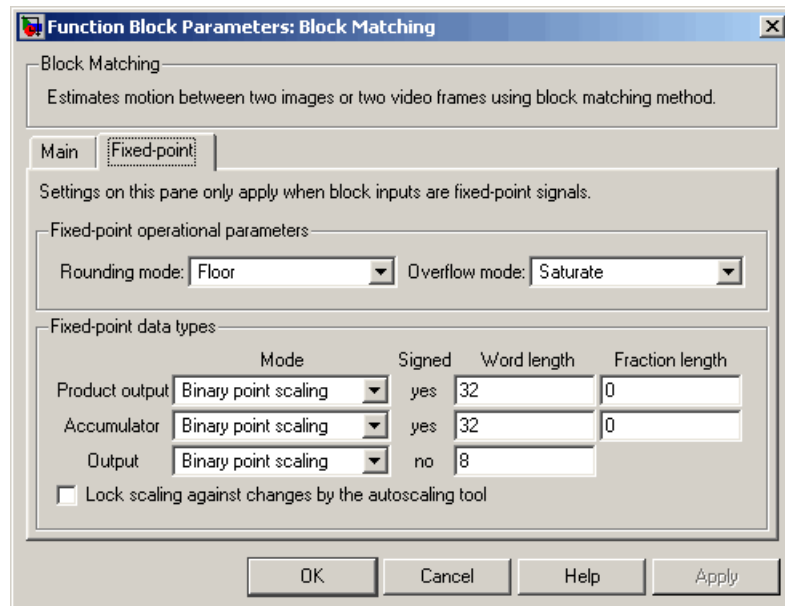 Function Block Parameters: Block Matching
Block Matching
Estimates motion between two images or two video frames using block matching method.
Main Fixed-point
Settings on this pane only apply when block inputs are fixed-point signals.
Fixed-point operational parameters
Rounding mode: Floor Overflow mode: Saturate
Fixed-point data types
Mode Signed Word length Fraction length
Product output Binary point scaling yes 32 0
Accumulator Binary point scaling yes 32 0
Output Binary point scaling no 8
Lock scaling against changes by the autoscaling tool
OK Cancel Help Apply